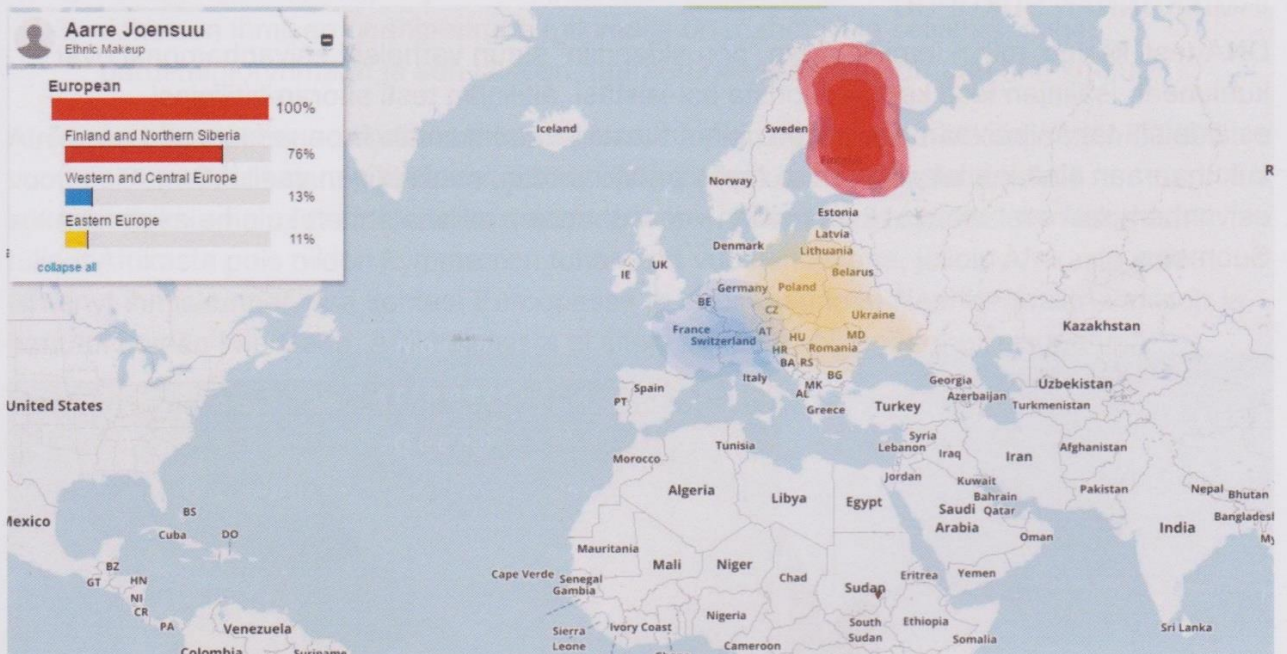 Aarre Joensuu
Ethnic Makeup
European
100%
Finland and Northern Siberia
76%
Western and Central Europe
13%
Eastern Europe
11%
collapse all
Iceland
Sweden
Finland
Norway
R
Estonia
Latvia
Denmark
Lithuania
UK
IE
Belarus
Germany
Poland
BE
CZ
Ukraine
France
AT
Switzerland
HU
MD
Kazakhstan
HR
Romania
BA
RS
Italy
BG
Spain
MK
AL
Georgia
Uzbekistan
PT
Azerbaijan
United States
Greece
Turkey
Turkmenistan
Syria
Tunisia
Lebanon
Iraq
Afghanistan
Morocco
Iran
Jordan
Kuwait
Algeria
Libya
Egypt
Bahrain
Pakistan
Nepal
Bhutan
Saudi
Arabia
Qatar
BS
Mexico
Bangladesh
India
Cuba
DO
Oman
My
Mauritania
BZ
Mali
Niger
Cape Verde
Senegal
Chad
Eritrea
Yemen
GT
HN
Gambia
Sudan
NI
CR
Nigeria
Ethiopia
PA
Venezuela
Sierra
Leone
Ivory Coast
South
Sudan
Sri Lanka
Somalia
Cameroon
Colombia
Suriname